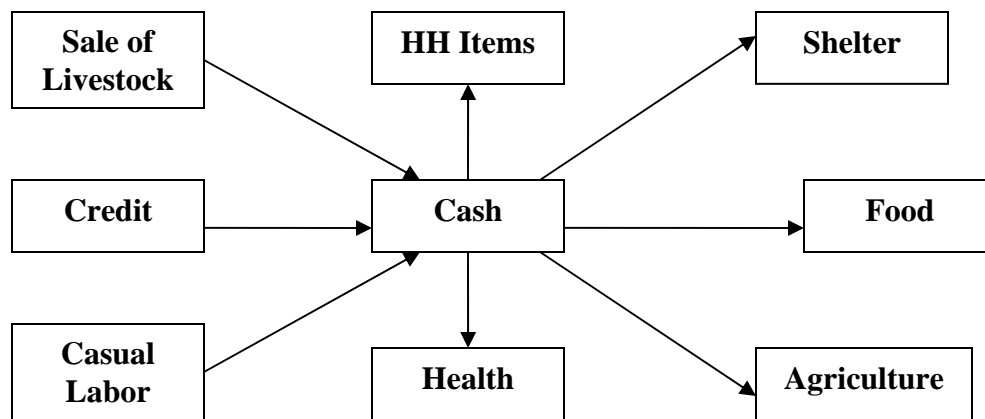 Sale of
Livestock
HH Items
Shelter
Credit
Cash
Food
Casual
Labor
Health
Agriculture